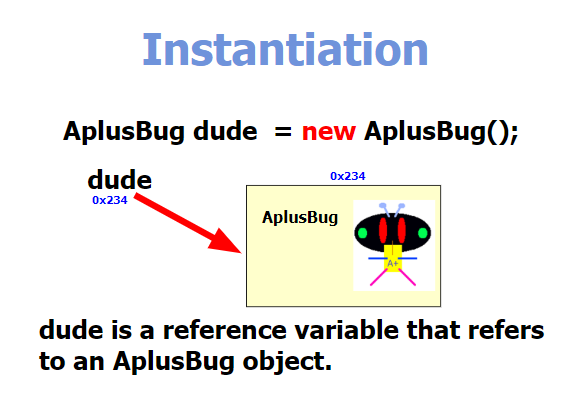 Instantiation
AplusBug dude = new AplusBug();
dude
0x234
0x234
AplusBug
A+
dude is a reference variable that refers
to an AplusBug object.